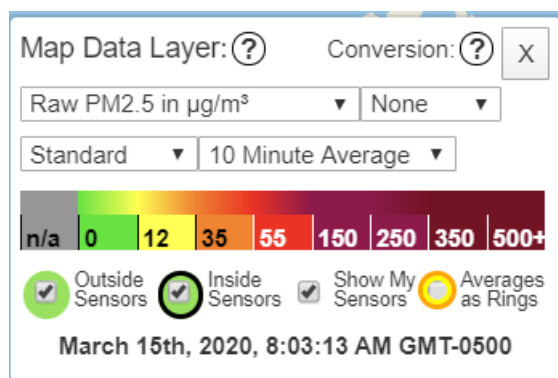 Map Data Layer: ? Conversion: ? X
Raw PM2.5 in µg/m³ ▼ None ▼
Standard ▼ 10 Minute Average ▼
n/a 0 12 35 55 150 250 350 500+
Outside Inside Show My Averages
Sensors Sensors Sensors as Rings
March 15th, 2020, 8:03:13 AM GMT-0500